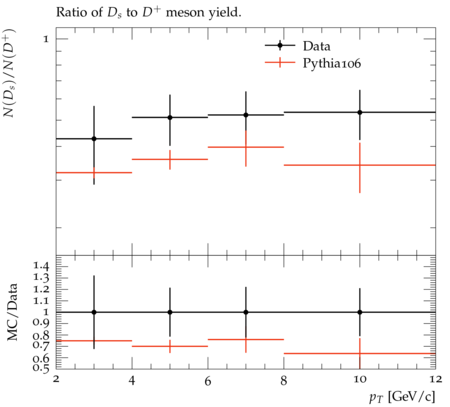 Ratio of D_s to D^+ meson yield.
N(D_s)/N(D^+)
1
Data
Pythia106
MC/Data
1.4
1.3
1.2
1.1
1
0.9
0.8
0.7
0.6
0.5
2 4 6 8 10 12
p_T [GeV/c]